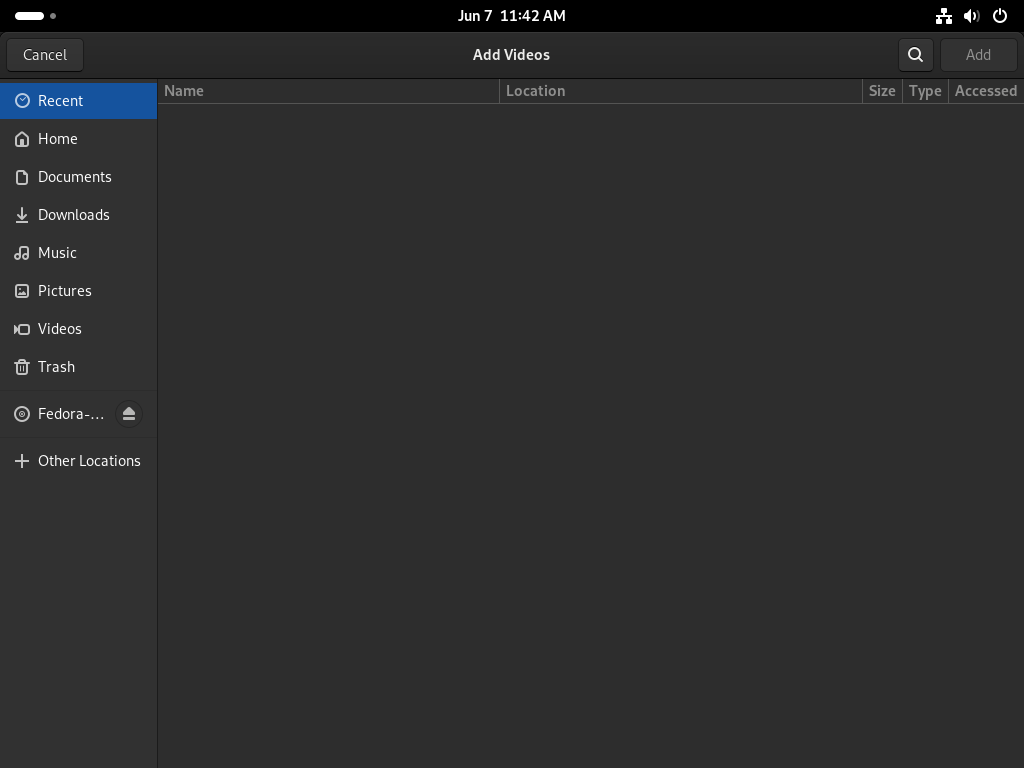 Jun 7 11:42 AM
Cancel
Add Videos
Add
Name
Location
Size
Type
Accessed
Recent
Home
Documents
Downloads
Music
Pictures
Videos
Trash
Fedora-…
Other Locations